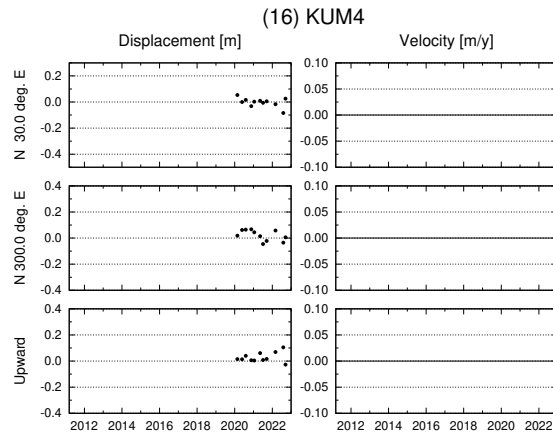 (16) KUM4
Displacement [m] Velocity [m/y]
N 30.0 deg. E
0.2 0.0 -0.2 -0.4
0.10 0.05 0.00 -0.05 -0.10
N 300.0 deg. E
0.4 0.2 0.0 -0.2 -0.4
0.10 0.05 0.00 -0.05 -0.10
Upward
0.4 0.2 0.0 -0.2 -0.4
0.10 0.05 0.00 -0.05 -0.10
2012 2014 2016 2018 2020 2022 2012 2014 2016 2018 2020 2022